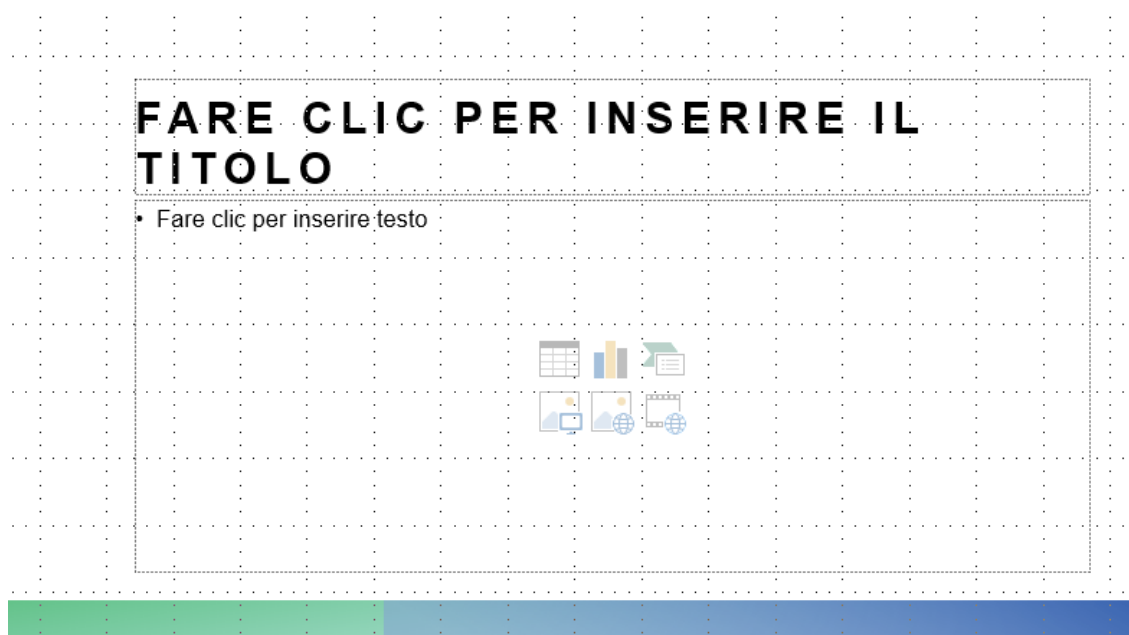 FARE CLIC PER INSERIRE IL
TITOLO
• Fare clic per inserire testo